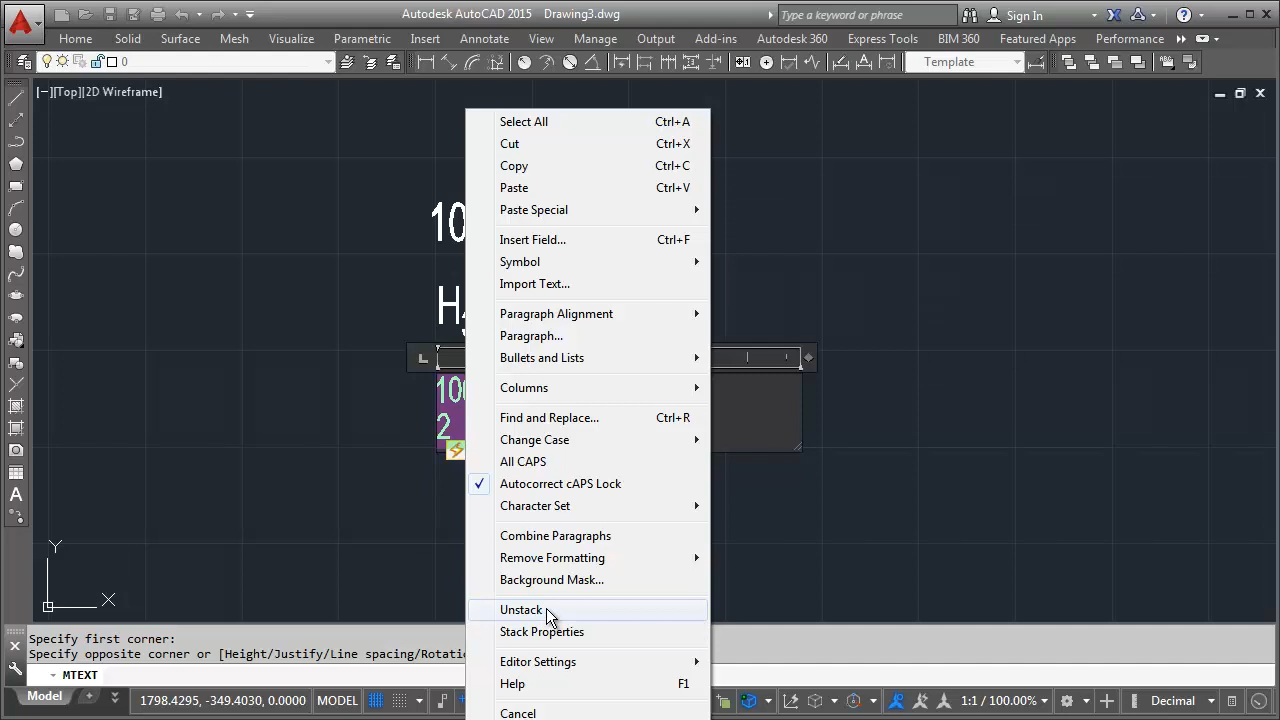 Autodesk AutoCAD 2015 Drawing3.dwg
Type a keyword or phrase
Sign In
Home Solid Surface Mesh Visualize Parametric Insert Annotate View Manage Output Add-ins Autodesk 360 Express Tools BIM 360 Featured Apps Performance
0
Template
[−][Top][2D Wireframe]
Select All Ctrl+A
Cut Ctrl+X
Copy Ctrl+C
Paste Ctrl+V
Paste Special
10
Insert Field... Ctrl+F
Symbol
Import Text...
H
Paragraph Alignment
Paragraph...
Bullets and Lists
Columns
10
Find and Replace... Ctrl+R
2
Change Case
All CAPS
Autocorrect cAPS Lock
Character Set
Combine Paragraphs
Remove Formatting
Background Mask...
Unstack
Stack Properties
Editor Settings
Help F1
Cancel
Y
X
Specify first corner:
Specify opposite corner or [Height/Justify/Line spacing/Rotatio
MTEXT
Model
1798.4295, -349.4030, 0.0000 MODEL
1:1 / 100.00%
Decimal